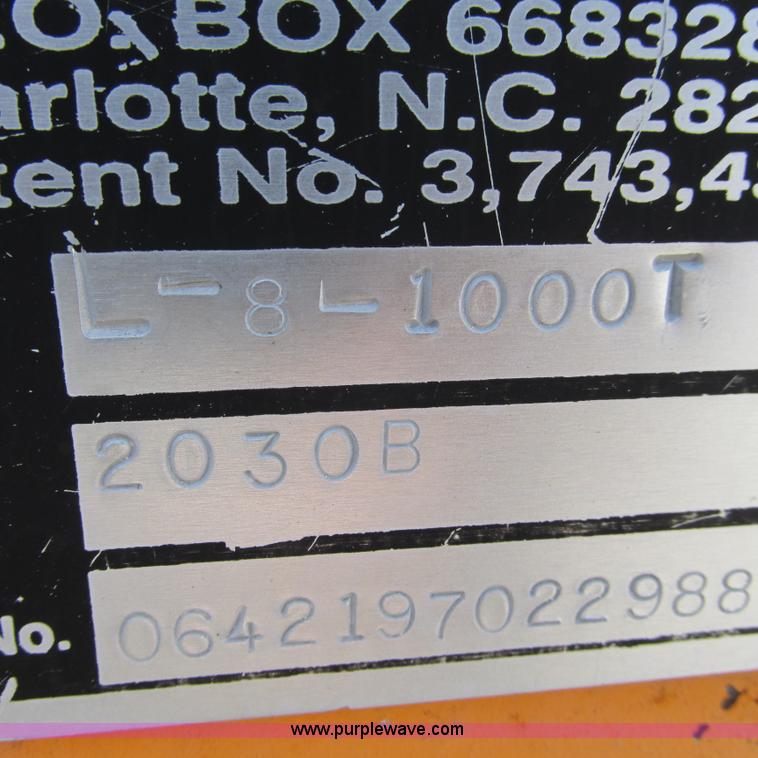 .O. BOX 668328
arlotte, N.C. 282
tent No. 3,743,4
L-8-1000T
2030B
No. 0642197022988
www.purplewave.com